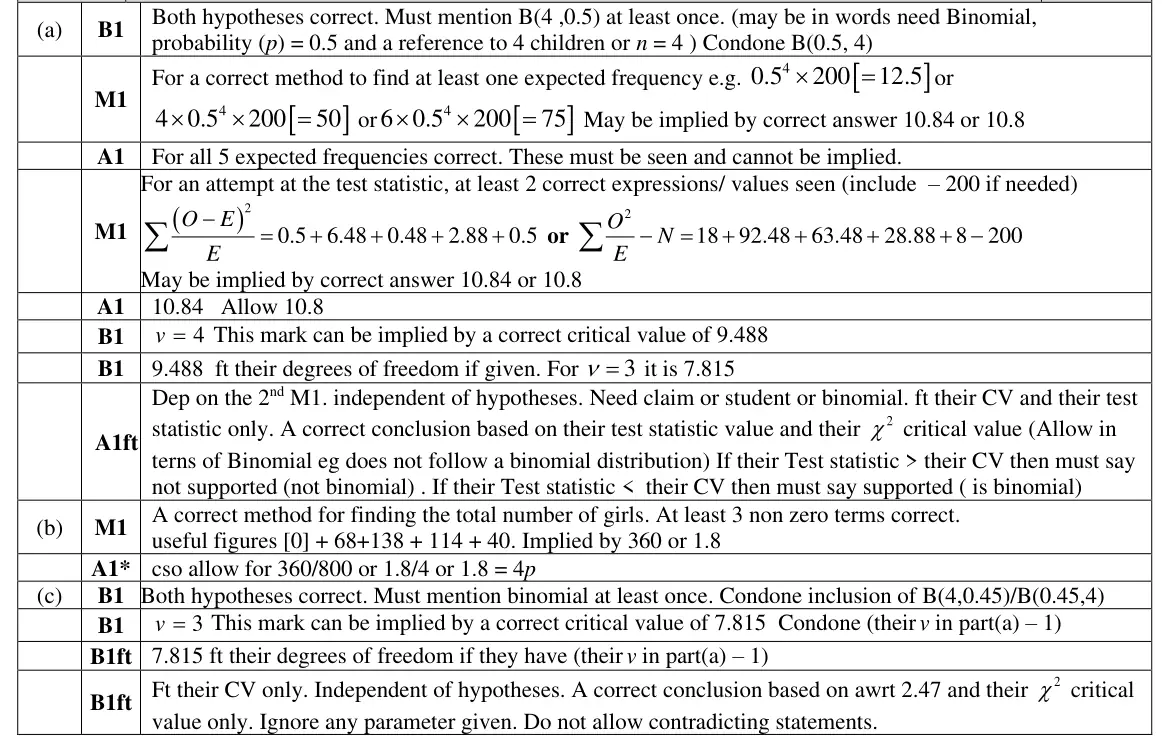 (a) B1 Both hypotheses correct. Must mention B(4 ,0.5) at least once. (may be in words need Binomial,
probability (p) = 0.5 and a reference to 4 children or n = 4 ) Condone B(0.5, 4)
M1 For a correct method to find at least one expected frequency e.g. 0.5⁴ × 200[= 12.5] or
4 × 0.5⁴ × 200[= 50] or 6 × 0.5⁴ × 200[= 75] May be implied by correct answer 10.84 or 10.8
A1 For all 5 expected frequencies correct. These must be seen and cannot be implied.
M1 For an attempt at the test statistic, at least 2 correct expressions/ values seen (include – 200 if needed)
∑ (O − E)²/E = 0.5 + 6.48 + 0.48 + 2.88 + 0.5 or ∑ O²/E − N = 18 + 92.48 + 63.48 + 28.88 + 8 − 200
May be implied by correct answer 10.84 or 10.8
A1 10.84 Allow 10.8
B1 ν = 4 This mark can be implied by a correct critical value of 9.488
B1 9.488 ft their degrees of freedom if given. For ν = 3 it is 7.815
A1ft Dep on the 2nd M1. independent of hypotheses. Need claim or student or binomial. ft their CV and their test
statistic only. A correct conclusion based on their test statistic value and their χ² critical value (Allow in
terns of Binomial eg does not follow a binomial distribution) If their Test statistic > their CV then must say
not supported (not binomial) . If their Test statistic < their CV then must say supported ( is binomial)
(b) M1 A correct method for finding the total number of girls. At least 3 non zero terms correct.
useful figures [0] + 68+138 + 114 + 40. Implied by 360 or 1.8
A1* cso allow for 360/800 or 1.8/4 or 1.8 = 4p
(c) B1 Both hypotheses correct. Must mention binomial at least once. Condone inclusion of B(4,0.45)/B(0.45,4)
B1 ν = 3 This mark can be implied by a correct critical value of 7.815 Condone (their ν in part(a) – 1)
B1ft 7.815 ft their degrees of freedom if they have (their ν in part(a) – 1)
B1ft Ft their CV only. Independent of hypotheses. A correct conclusion based on awrt 2.47 and their χ² critical
value only. Ignore any parameter given. Do not allow contradicting statements.